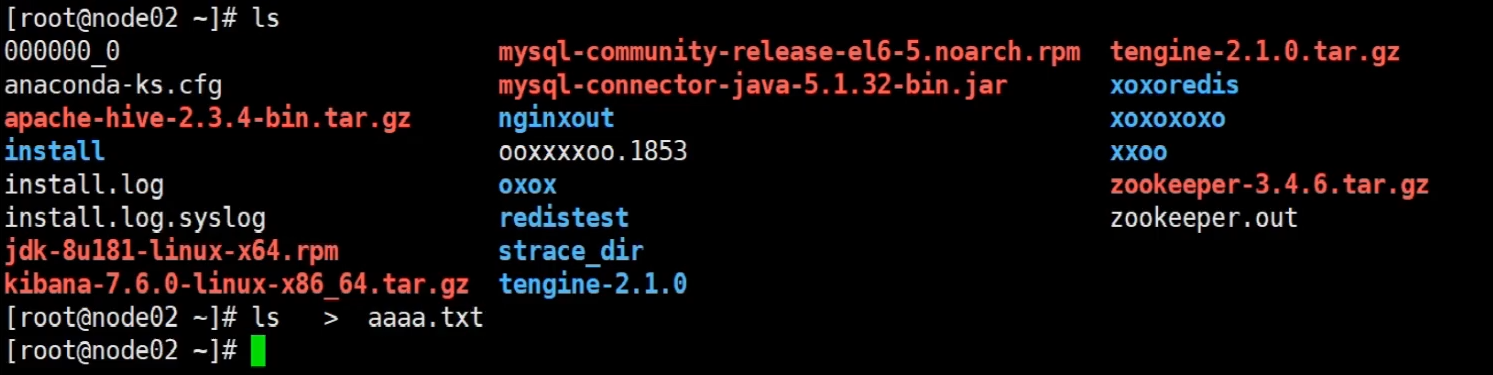 [root@node02 ~]# ls
000000_0 mysql-community-release-el6-5.noarch.rpm tengine-2.1.0.tar.gz
anaconda-ks.cfg mysql-connector-java-5.1.32-bin.jar xoxoredis
apache-hive-2.3.4-bin.tar.gz nginxout xoxoxoxo
install ooxxxxoo.1853 xxoo
install.log oxox zookeeper-3.4.6.tar.gz
install.log.syslog redistest zookeeper.out
jdk-8u181-linux-x64.rpm strace_dir
kibana-7.6.0-linux-x86_64.tar.gz tengine-2.1.0
[root@node02 ~]# ls   >  aaaa.txt
[root@node02 ~]#